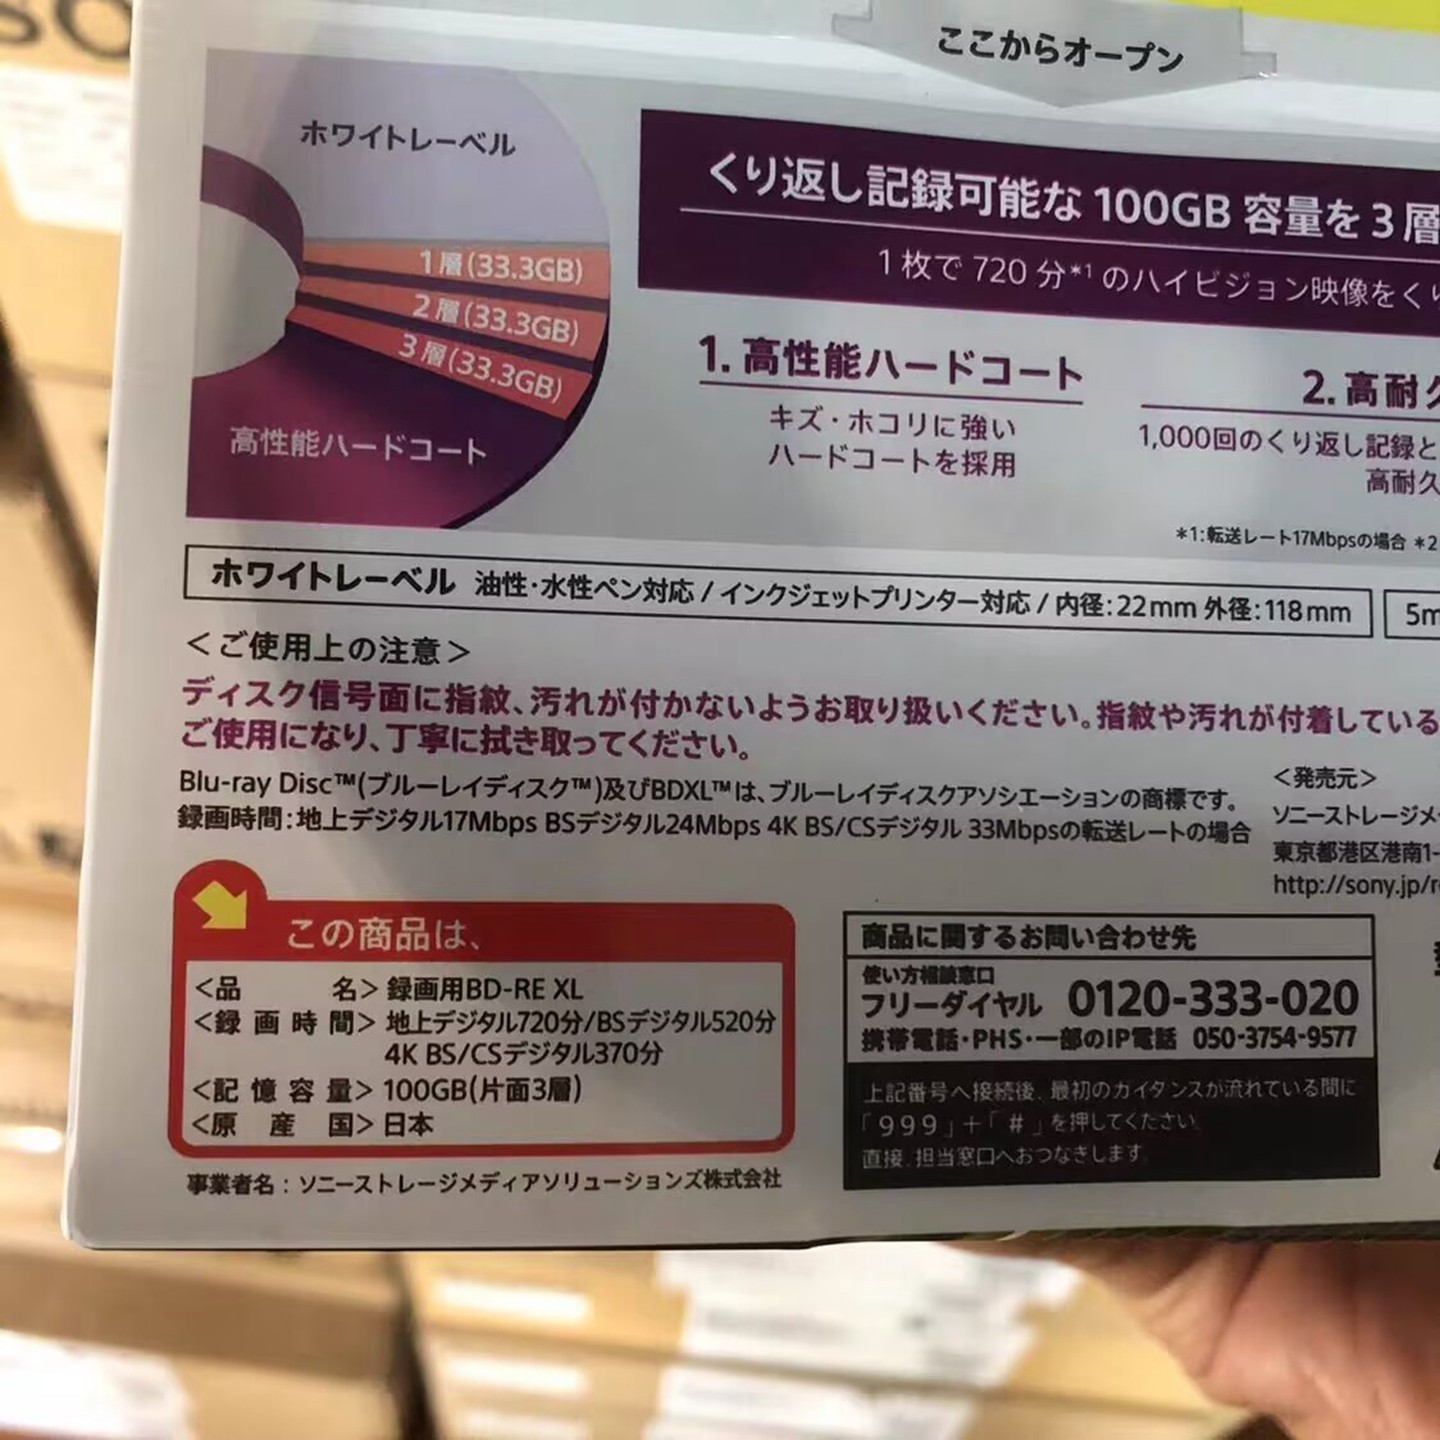 ここからオープン
ホワイトレーベル
1層(33.3GB)
2層(33.3GB)
3層(33.3GB)
高性能ハードコート
くり返し記録可能な100GB容量を3層
1枚で720分*1のハイビジョン映像をくり
1.高性能ハードコート
キズ・ホコリに強い
ハードコートを採用
2.高耐久
1,000回のくり返し記録と
高耐久
*1:転送レート17Mbpsの場合 *2
ホワイトレーベル 油性・水性ペン対応/インクジェットプリンター対応/内径:22mm 外径:118mm
5m
＜ご使用上の注意＞
ディスク信号面に指紋、汚れが付かないようお取り扱いください。指紋や汚れが付着している
ご使用になり、丁寧に拭き取ってください。
Blu-ray Disc™(ブルーレイディスク™)及びBDXL™は、ブルーレイディスクアソシエーションの商標です。
録画時間:地上デジタル17Mbps BSデジタル24Mbps 4K BS/CSデジタル 33Mbpsの転送レートの場合
＜発売元＞
ソニーストレージメ
東京都港区港南1-
http://sony.jp/r
この商品は、
＜品名＞録画用BD-RE XL
＜録画時間＞地上デジタル720分/BSデジタル520分
4K BS/CSデジタル370分
＜記憶容量＞100GB(片面3層)
＜原産国＞日本
事業者名:ソニーストレージメディアソリューションズ株式会社
商品に関するお問い合わせ先
使い方相談窓口
フリーダイヤル 0120-333-020
携帯電話・PHS・一部のIP電話 050-3754-9577
上記番号へ接続後、最初のガイダンスが流れている間に
「999」+「#」を押してください。
直接、担当窓口へおつなぎします。